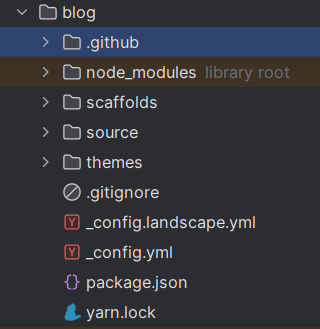 blog
.github
node_modules library root
scaffolds
source
themes
.gitignore
_config.landscape.yml
_config.yml
package.json
yarn.lock